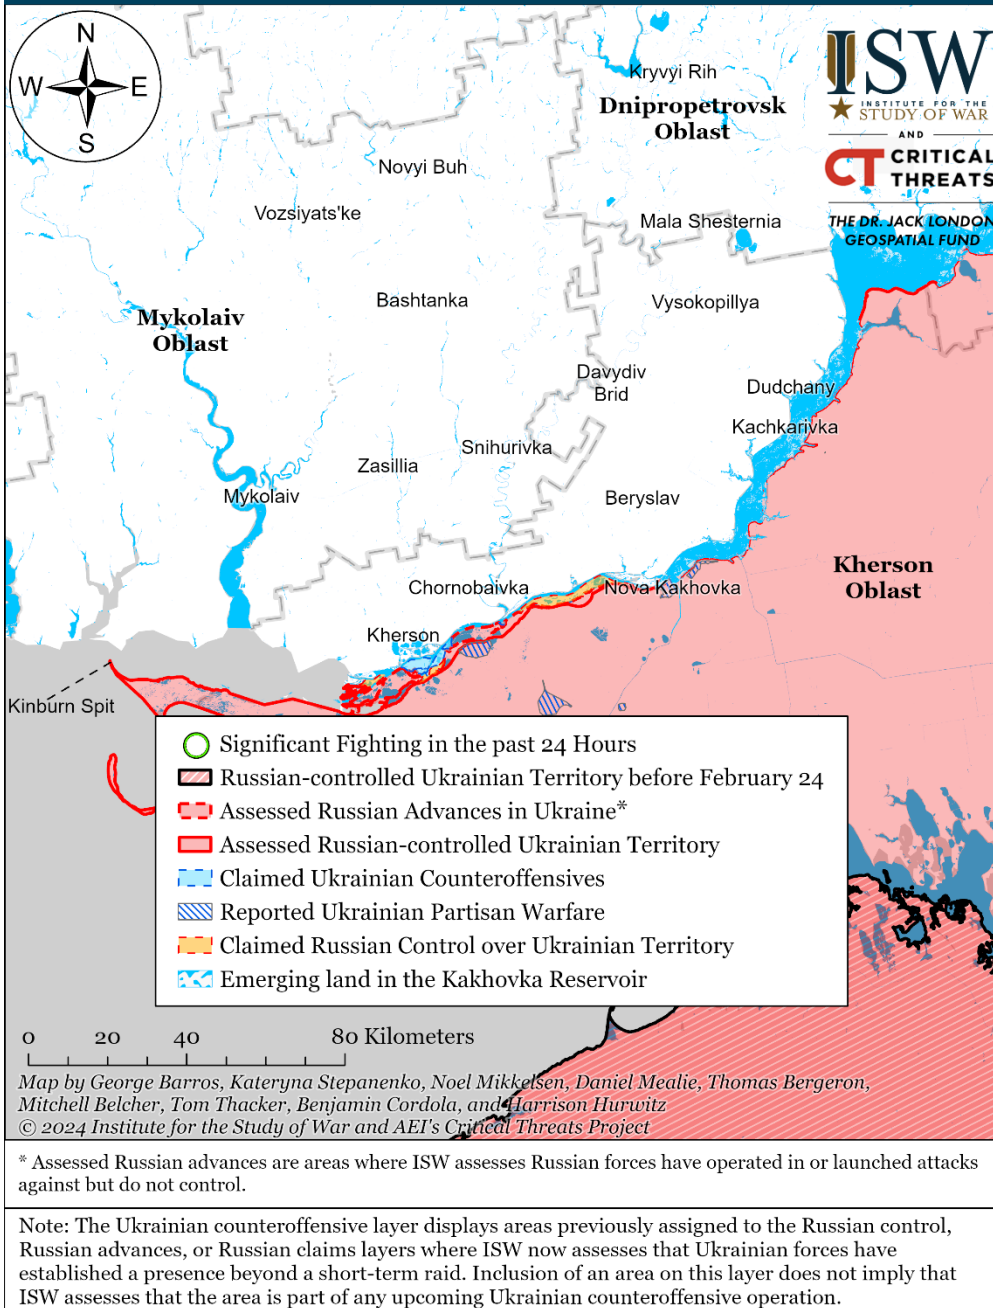 N
W
E
S
Kryvyi Rih
Dnipropetrovsk
Oblast
ISW
INSTITUTE FOR THE
STUDY OF WAR
AND
CT CRITICAL
THREATS
THE DR. JACK LONDON
GEOSPATIAL FUND
Novyi Buh
Vozsiyats'ke
Mala Shesternia
Bashtanka
Vysokopillya
Mykolaiv
Oblast
Davydiv
Brid
Dudchany
Kachkarivka
Snihurivka
Zasillia
Mykolaiv
Beryslav
Kherson
Oblast
Chornobaivka
Nova Kakhovka
Kherson
Kinburn Spit
Significant Fighting in the past 24 Hours
Russian-controlled Ukrainian Territory before February 24
Assessed Russian Advances in Ukraine*
Assessed Russian-controlled Ukrainian Territory
Claimed Ukrainian Counteroffensives
Reported Ukrainian Partisan Warfare
Claimed Russian Control over Ukrainian Territory
Emerging land in the Kakhovka Reservoir
0 20 40 80 Kilometers
Map by George Barros, Kateryna Stepanenko, Noel Mikkelsen, Daniel Mealie, Thomas Bergeron,
Mitchell Belcher, Tom Thacker, Benjamin Cordola, and Harrison Hurwitz
© 2024 Institute for the Study of War and AEI's Critical Threats Project
* Assessed Russian advances are areas where ISW assesses Russian forces have operated in or launched attacks
against but do not control.
Note: The Ukrainian counteroffensive layer displays areas previously assigned to the Russian control,
Russian advances, or Russian claims layers where ISW now assesses that Ukrainian forces have
established a presence beyond a short-term raid. Inclusion of an area on this layer does not imply that
ISW assesses that the area is part of any upcoming Ukrainian counteroffensive operation.